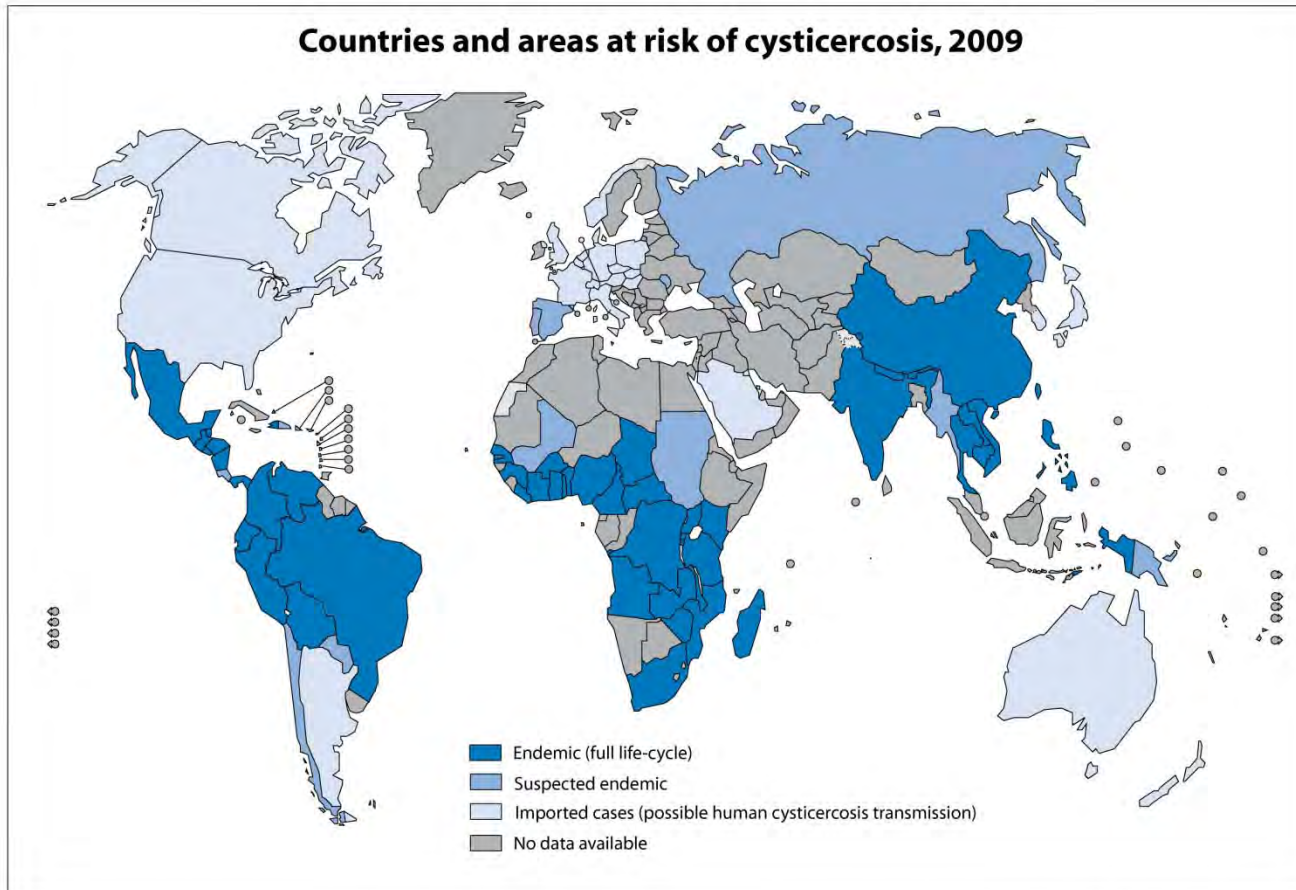 Countries and areas at risk of cysticercosis, 2009
Endemic (full life-cycle)
Suspected endemic
Imported cases (possible human cysticercosis transmission)
No data available